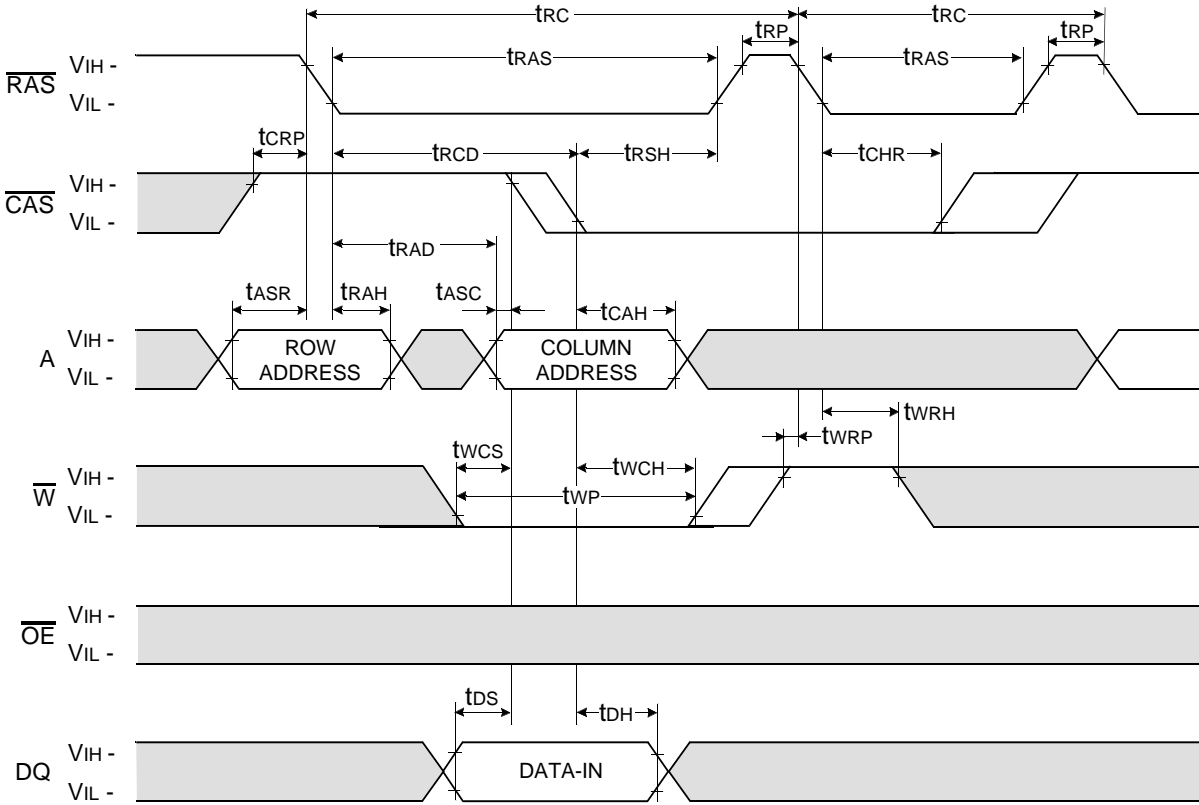 tRC tRC
tRP tRP
tRAS tRAS
RAS VIH -
VIL -
tCRP tRCD tRSH tCHR
CAS VIH -
VIL -
tRAD
tASR tRAH tASC tCAH
A VIH -
VIL -
ROW
ADDRESS
COLUMN
ADDRESS
tWRH
tWRP
tWCS tWCH
tWP
W VIH -
VIL -
OE VIH -
VIL -
tDS tDH
DQ VIH -
VIL -
DATA-IN